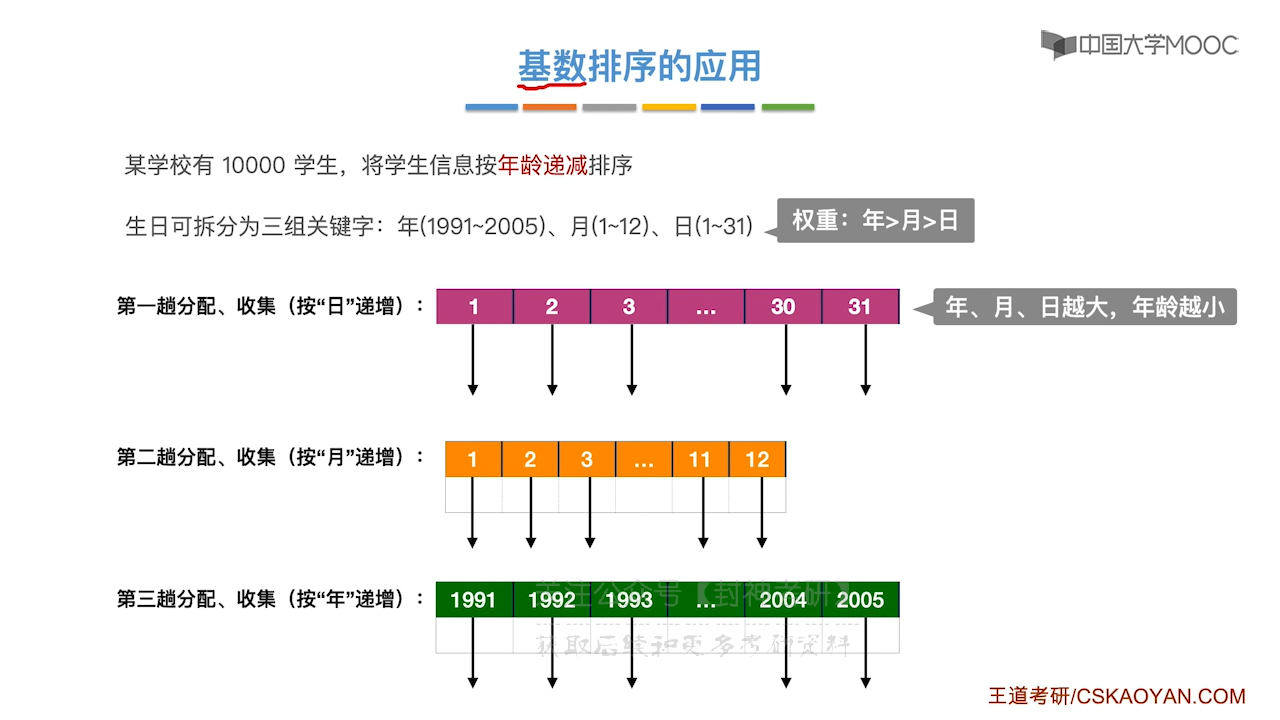 中国大学MOOC
基数排序的应用
某学校有 10000 学生，将学生信息按年龄递减排序
生日可拆分为三组关键字：年(1991~2005)、月(1~12)、日(1~31)
权重：年>月>日
第一趟分配、收集（按“日”递增）：
1 2 3 … 30 31
年、月、日越大，年龄越小
第二趟分配、收集（按“月”递增）：
1 2 3 … 11 12
关注公众号【封神考研】
第三趟分配、收集（按“年”递增）：
1991 1992 1993 … 2004 2005
获取后续和更多考研资料
王道考研/CSKAOYAN.COM